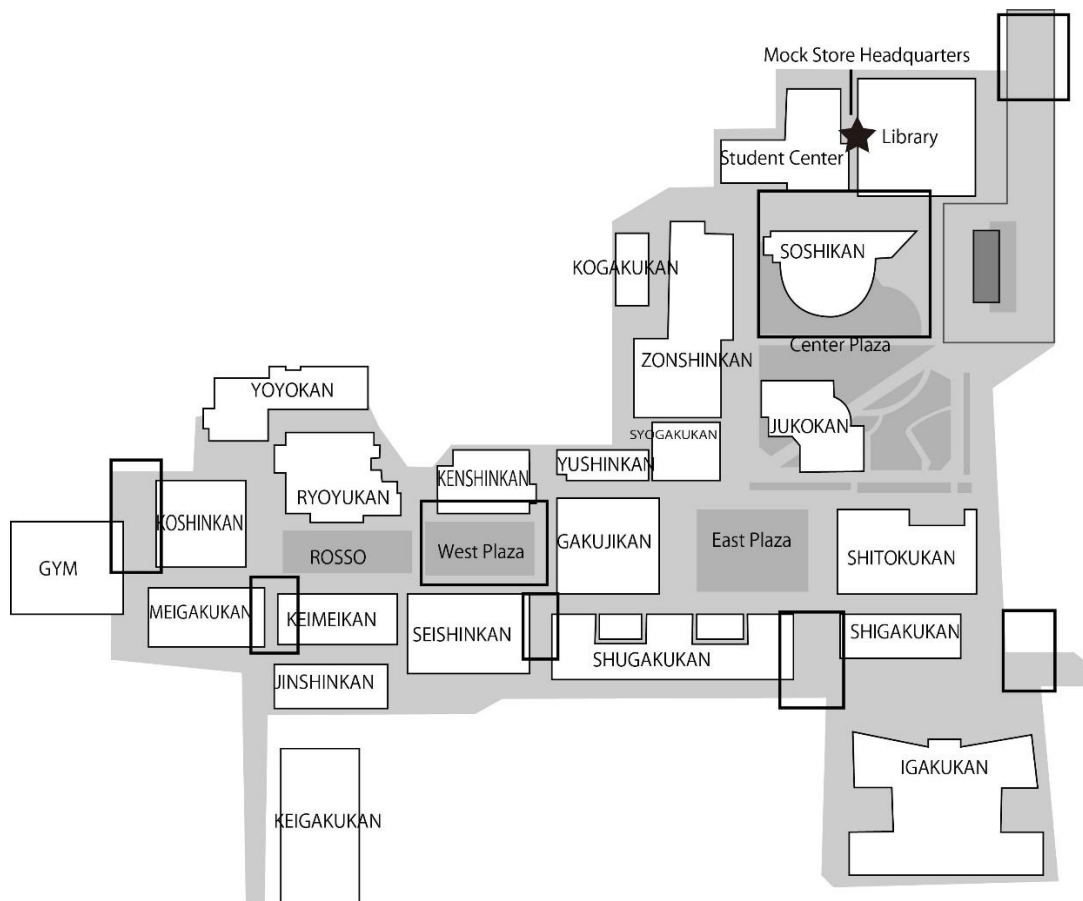 Mock Store Headquarters
Library
Student Center
SOSHIKAN
KOGAKUKAN
Center Plaza
ZONSHINKAN
YOYOKAN
JUKOKAN
SYOGAKUKAN
YUSHINKAN
KENSHINKAN
RYOYUKAN
KOSHINKAN
GYM
ROSSO
West Plaza
GAKUJIKAN
East Plaza
SHITOKUKAN
MEIGAKUKAN
KEIMEIKAN
SEISHINKAN
SHUGAKUKAN
SHIGAKUKAN
JINSHINKAN
IGAKUKAN
KEIGAKUKAN